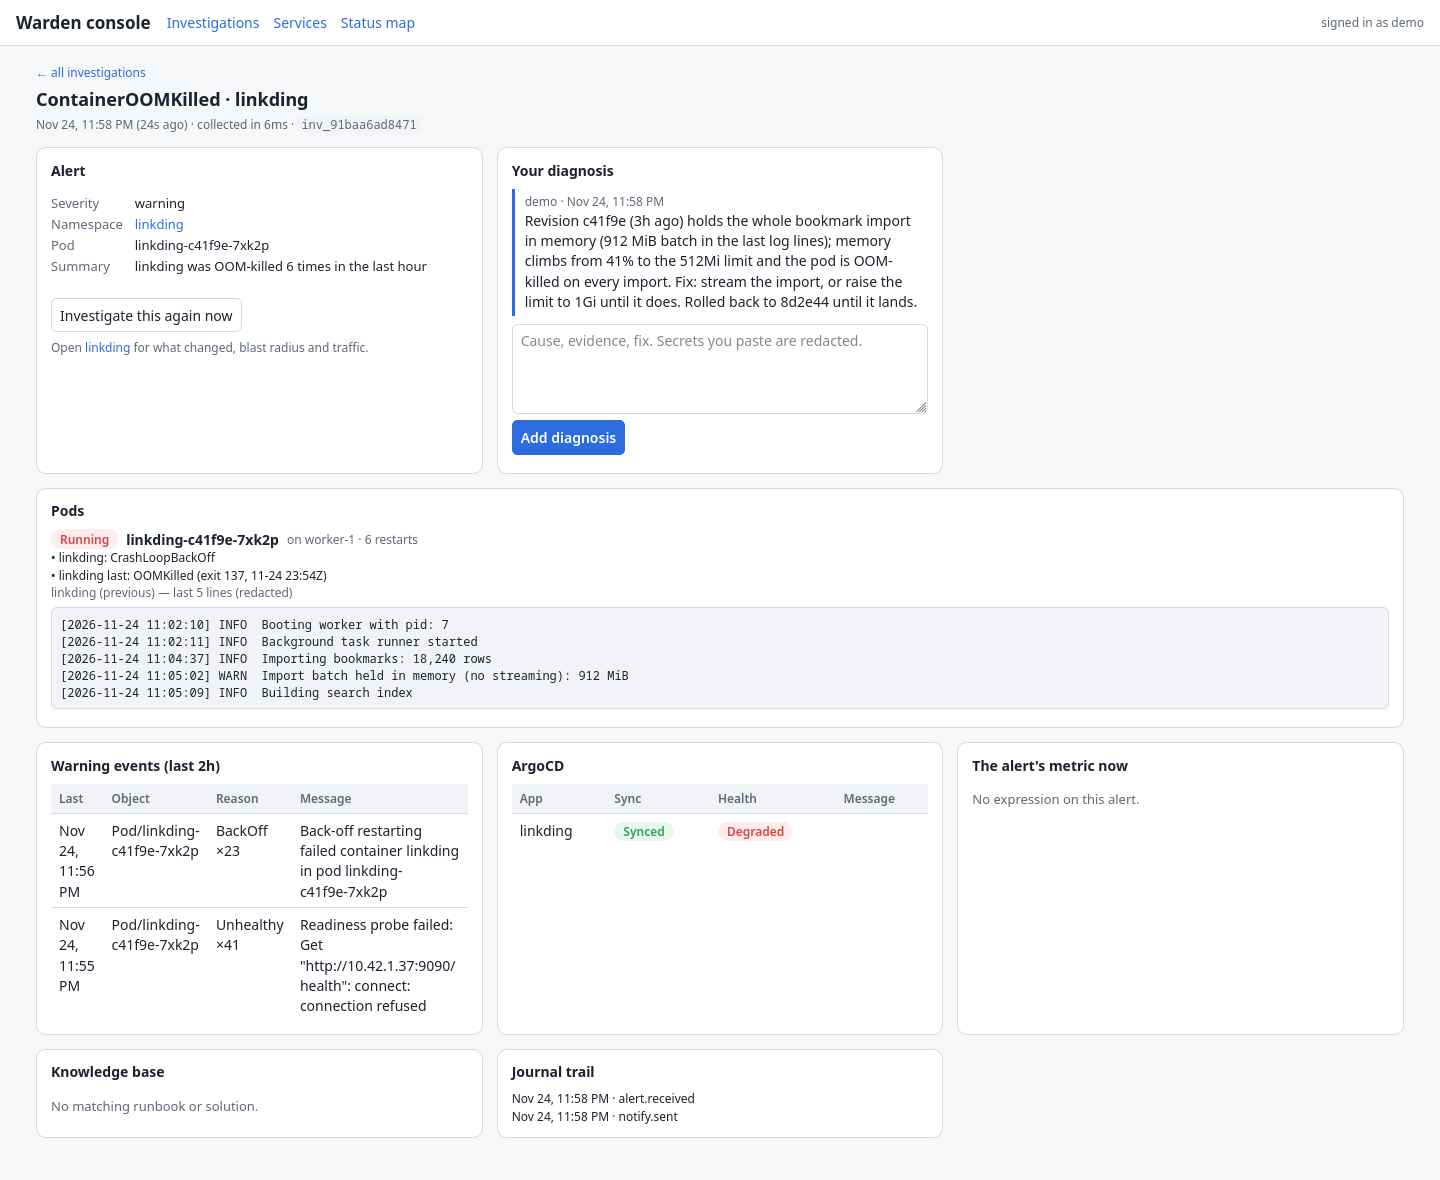 Warden console Investigations Services Status map signed in as demo
← all investigations
ContainerOOMKilled · linkding
Nov 24, 11:58 PM (24s ago) · collected in 6ms · inv_91baa6ad8471
Alert
Severity warning
Namespace linkding
Pod linkding-c41f9e-7xk2p
Summary linkding was OOM-killed 6 times in the last hour
Investigate this again now
Open linkding for what changed, blast radius and traffic.
Your diagnosis
demo · Nov 24, 11:58 PM
Revision c41f9e (3h ago) holds the whole bookmark import
in memory (912 MiB batch in the last log lines); memory
climbs from 41% to the 512Mi limit and the pod is OOM-
killed on every import. Fix: stream the import, or raise the
limit to 1Gi until it does. Rolled back to 8d2e44 until it lands.
Cause, evidence, fix. Secrets you paste are redacted.
Add diagnosis
Pods
Running linkding-c41f9e-7xk2p on worker-1 · 6 restarts
• linkding: CrashLoopBackOff
• linkding last: OOMKilled (exit 137, 11-24 23:54Z)
linkding (previous) — last 5 lines (redacted)
[2026-11-24 11:02:10] INFO  Booting worker with pid: 7
[2026-11-24 11:02:11] INFO  Background task runner started
[2026-11-24 11:04:37] INFO  Importing bookmarks: 18,240 rows
[2026-11-24 11:05:02] WARN  Import batch held in memory (no streaming): 912 MiB
[2026-11-24 11:05:09] INFO  Building search index
Warning events (last 2h)
Last Object Reason Message
Nov Pod/linkding- BackOff Back-off restarting
24, c41f9e-7xk2p ×23 failed container linkding
11:56 in pod linkding-
PM c41f9e-7xk2p
Nov Pod/linkding- Unhealthy Readiness probe failed:
24, c41f9e-7xk2p ×41 Get
11:55 "http://10.42.1.37:9090/
PM health": connect:
connection refused
ArgoCD
App Sync Health Message
linkding Synced Degraded
The alert's metric now
No expression on this alert.
Knowledge base
No matching runbook or solution.
Journal trail
Nov 24, 11:58 PM · alert.received
Nov 24, 11:58 PM · notify.sent